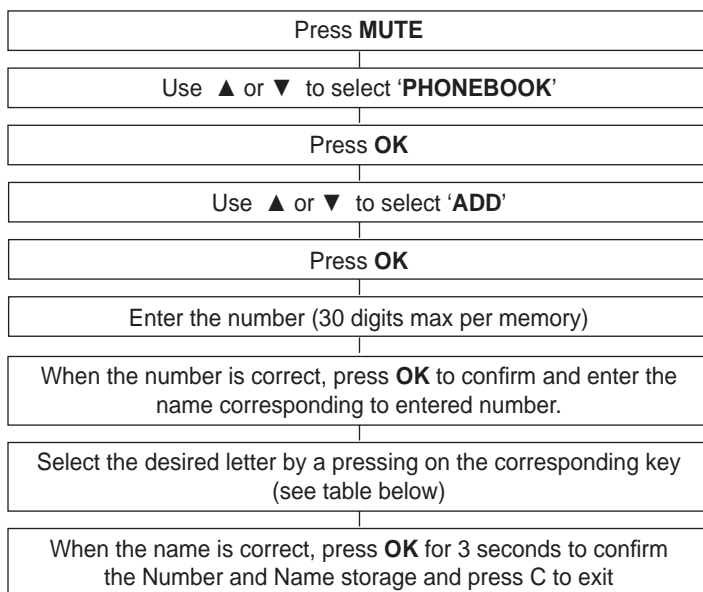 Press MUTE
Use ▲ or ▼ to select ‘PHONEBOOK’
Press OK
Use ▲ or ▼ to select ‘ADD’
Press OK
Enter the number (30 digits max per memory)
When the number is correct, press OK to confirm and enter the
name corresponding to entered number.
Select the desired letter by a pressing on the corresponding key
(see table below)
When the name is correct, press OK for 3 seconds to confirm
the Number and Name storage and press C to exit